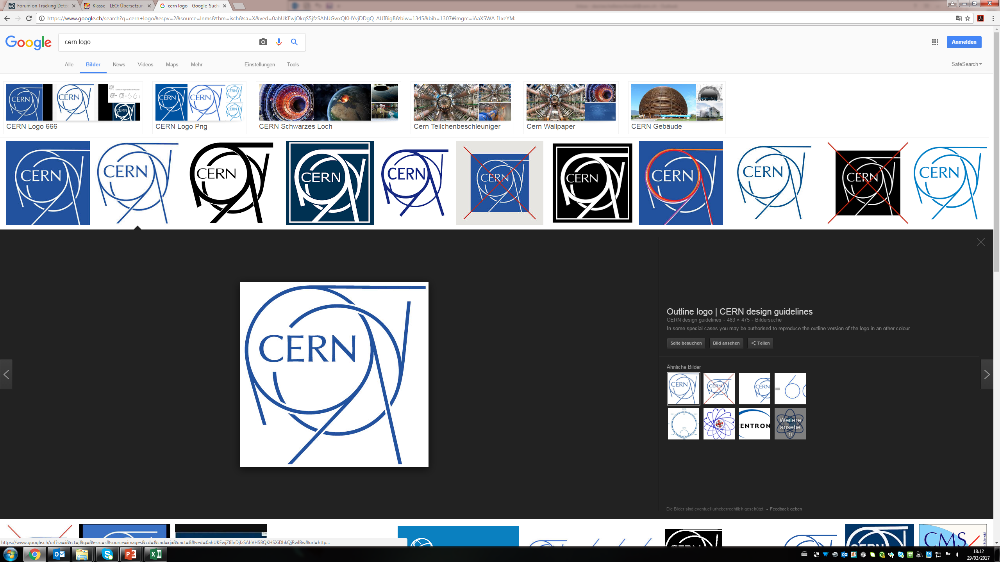 Forum on Tracking Detec
Klasse - LEO: Übersetzun
cern logo - Google-Such
https://www.google.ch/search?q=cern+logo&espv=2&source=lnms&tbm=isch&sa=X&ved=0ahUKEwjOkqS5jfzSAhUGwxQKHYvjDDgQ_AUIBigB&biw=1345&bih=1307#imgrc=iAaX5WA-ILxeYM:
Google
cern logo
Anmelden
Alle Bilder News Videos Maps Mehr Einstellungen Tools
SafeSearch
CERN Logo 666
CERN Logo Png
CERN Schwarzes Loch
Cern Teilchenbeschleuniger
Cern Wallpaper
CERN Gebäude
CERN CERN CERN CERN CERN CERN CERN CERN CERN CERN CERN
CERN
Outline logo | CERN design guidelines
CERN design guidelines - 483 × 475 - Bildersuche
In some special cases you may be authorised to reproduce the outline version of the logo in an other colour.
Seite besuchen Bild ansehen Teilen
Ähnliche Bilder
CERN CERN CERN = 6
ENTRON
Weitere
ansehe
n
Die Bilder sind eventuell urheberrechtlich geschützt. - Feedback geben
CERN
CMS
https://www.google.ch/url?sa=i&rct=j&q=&esrc=s&source=images&cd=&cad=rja&uact=8&ved=0ahUKEwjZ8InDjfzSAhVHSBQKHSXiDhkQjRwIBw&url=http...
18:12
29/03/2017